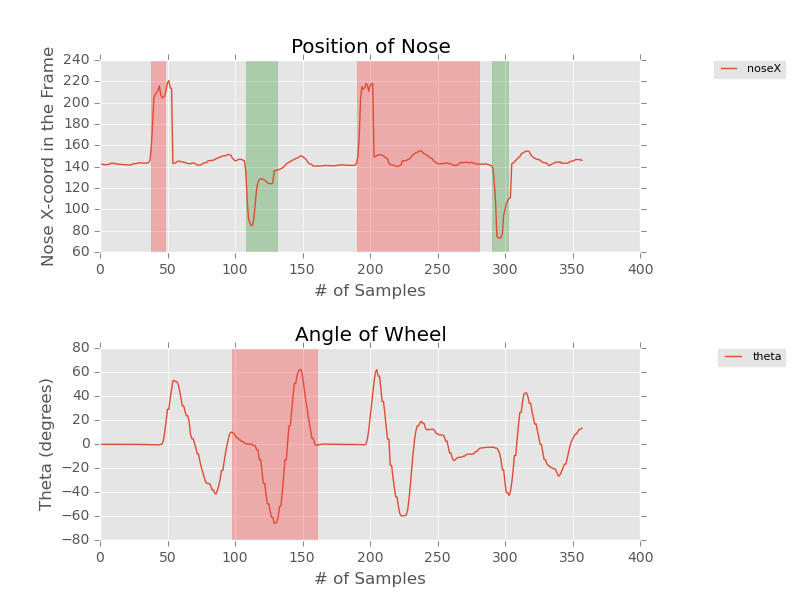 Position of Nose
Nose X-coord in the Frame
240
220
200
180
160
140
120
100
80
60
0 50 100 150 200 250 300 350 400
# of Samples
noseX
Angle of Wheel
Theta (degrees)
80
60
40
20
0
−20
−40
−60
−80
0 50 100 150 200 250 300 350 400
# of Samples
theta